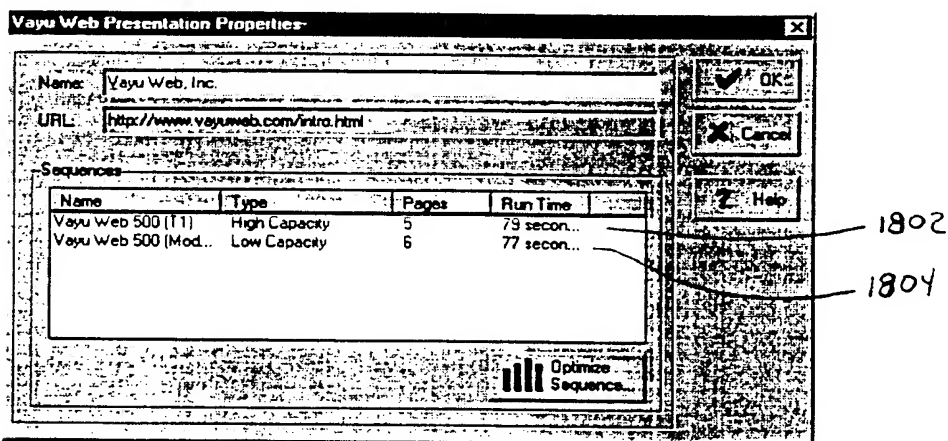 Vayu Web Presentation Properties
Name: Vayu Web, Inc.
OK
URL: http://www.vayuweb.com/intro.html
Cancel
Sequences
Help
Name Type Pages Run Time
Vayu Web 500 (T1) High Capacity 5 79 secon...
1802
Vayu Web 500 (Mod... Low Capacity 6 77 secon...
1804
Optimize
Sequence...